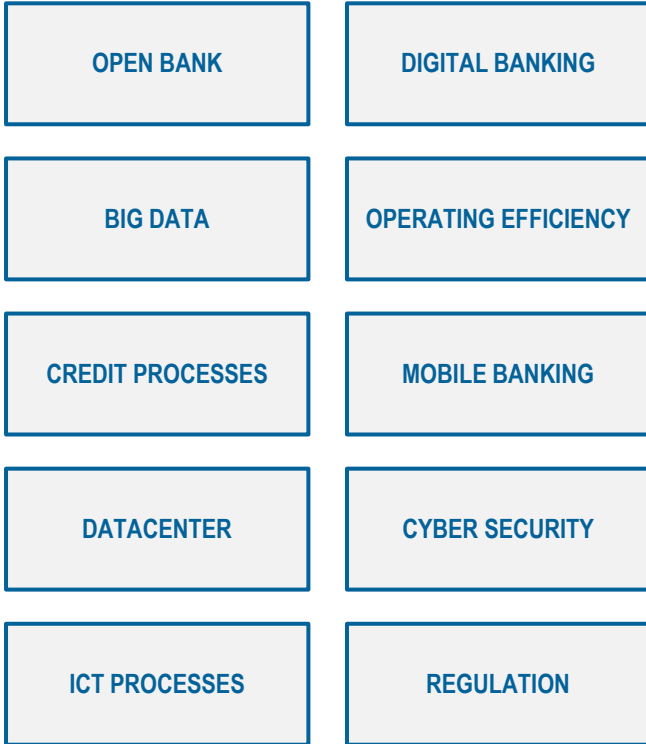 OPEN BANK
DIGITAL BANKING
BIG DATA
OPERATING EFFICIENCY
CREDIT PROCESSES
MOBILE BANKING
DATACENTER
CYBER SECURITY
ICT PROCESSES
REGULATION